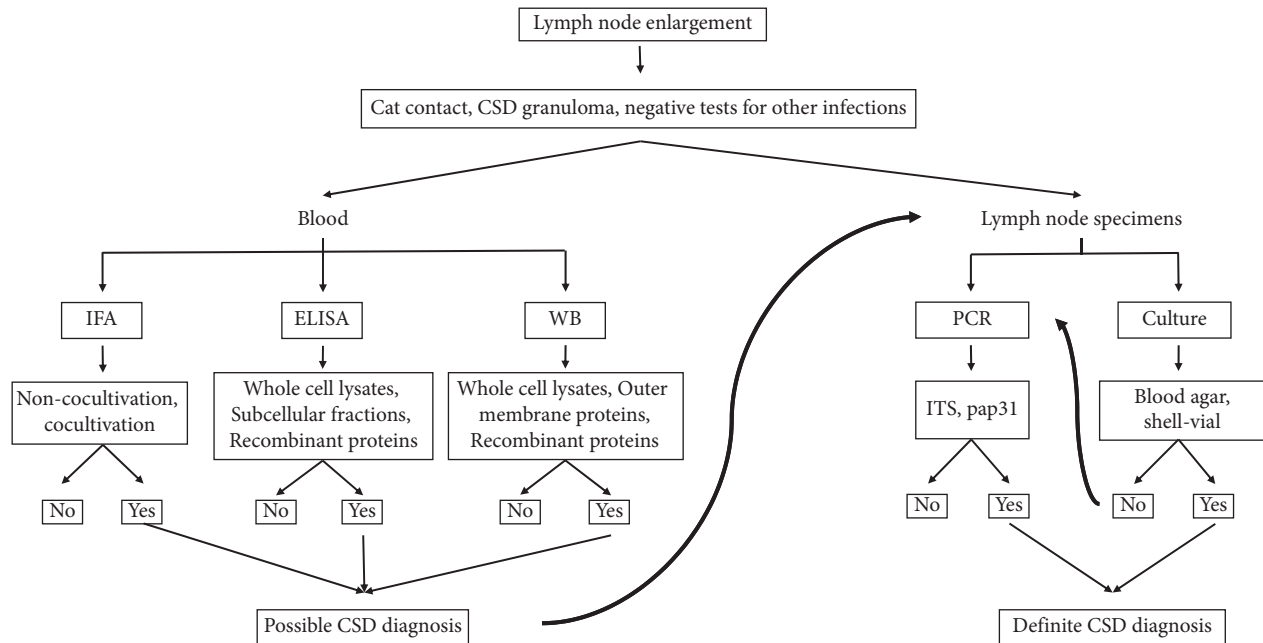 Lymph node enlargement
Cat contact, CSD granuloma, negative tests for other infections
Blood
Lymph node specimens
IFA
ELISA
WB
PCR
Culture
Non-cocultivation,
cocultivation
Whole cell lysates,
Subcellular fractions,
Recombinant proteins
Whole cell lysates, Outer
membrane proteins,
Recombinant proteins
ITS, pap31
Blood agar,
shell-vial
No
Yes
No
Yes
No
Yes
No
Yes
No
Yes
Possible CSD diagnosis
Definite CSD diagnosis